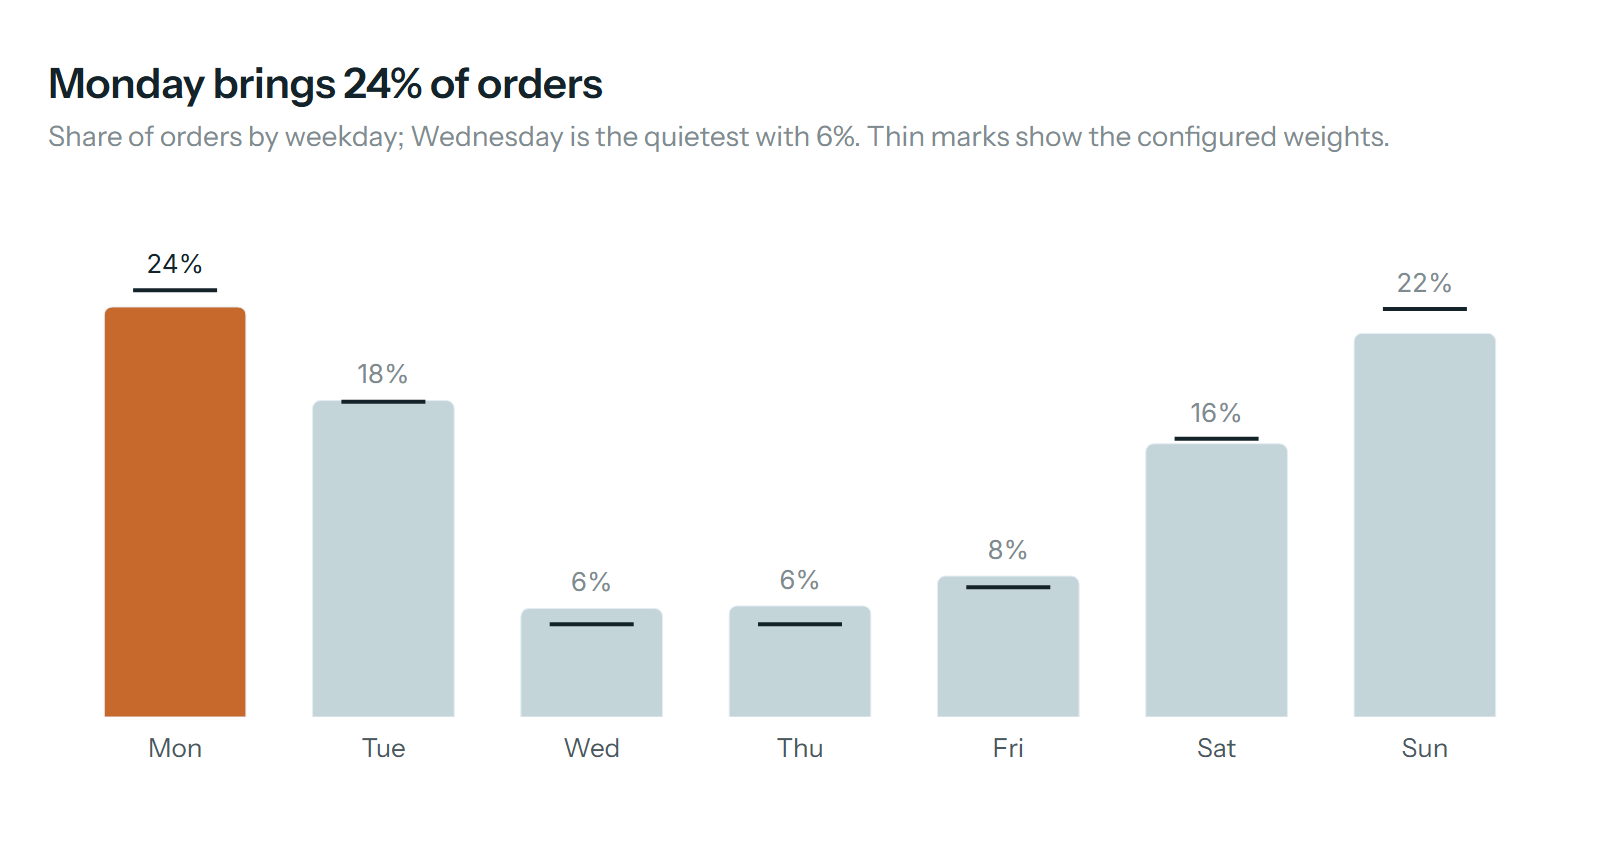 Monday brings 24% of orders
Share of orders by weekday; Wednesday is the quietest with 6%. Thin marks show the configured weights.
24%
18%
6%
6%
8%
16%
22%
Mon
Tue
Wed
Thu
Fri
Sat
Sun